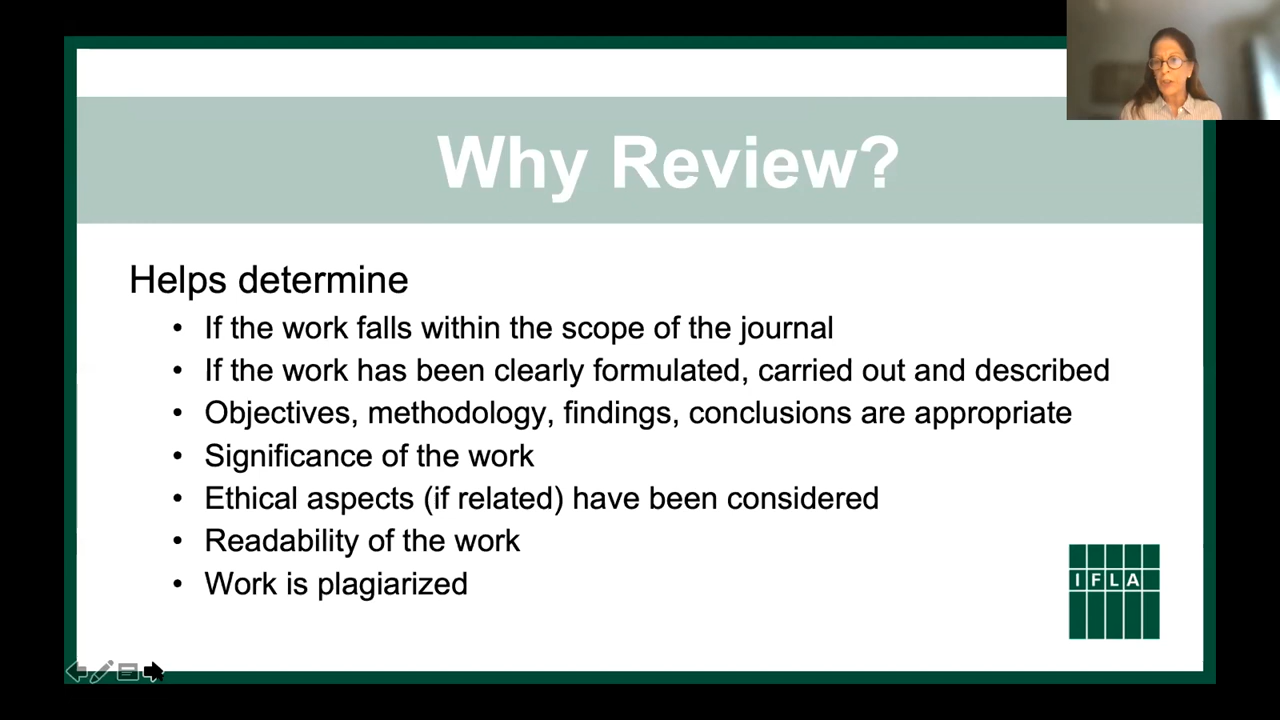 Why Review?
Helps determine
• If the work falls within the scope of the journal
• If the work has been clearly formulated, carried out and described
• Objectives, methodology, findings, conclusions are appropriate
• Significance of the work
• Ethical aspects (if related) have been considered
• Readability of the work
• Work is plagiarized
IFLA